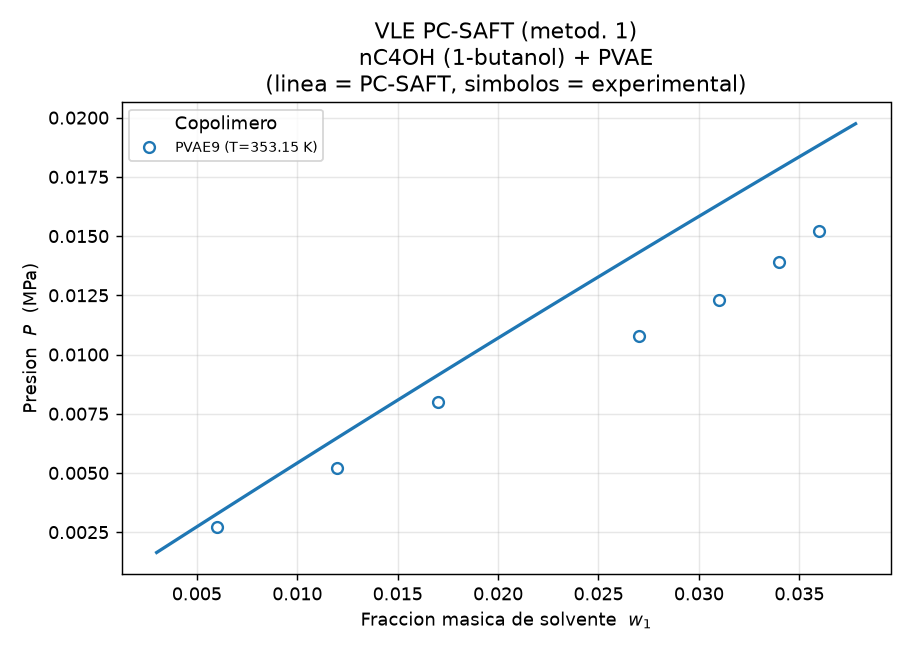 VLE PC-SAFT (metod. 1)
nC4OH (1-butanol) + PVAE
(linea = PC-SAFT, simbolos = experimental)
Copolimero
PVAE9 (T=353.15 K)
Presion P (MPa)
0.0200
0.0175
0.0150
0.0125
0.0100
0.0075
0.0050
0.0025
0.005 0.010 0.015 0.020 0.025 0.030 0.035
Fraccion masica de solvente w₁